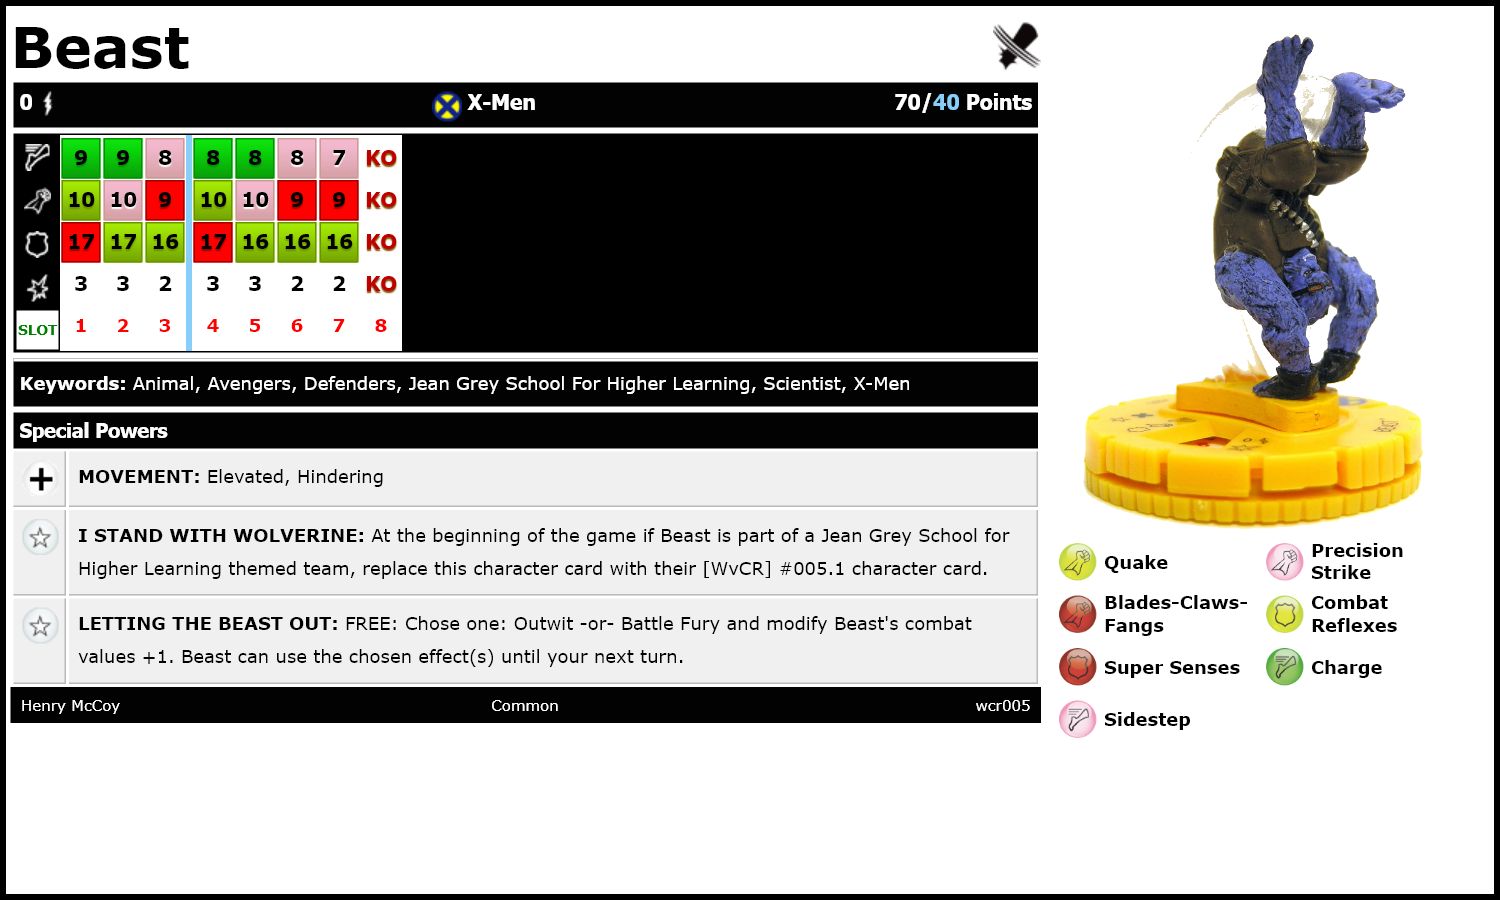 Beast
0 X-Men 70/40 Points
9 9 8 8 8 8 7 KO
10 10 9 10 10 9 9 KO
17 17 16 17 16 16 16 KO
3 3 2 3 3 2 2 KO
SLOT 1 2 3 4 5 6 7 8
Keywords: Animal, Avengers, Defenders, Jean Grey School For Higher Learning, Scientist, X-Men
Special Powers
MOVEMENT: Elevated, Hindering
I STAND WITH WOLVERINE: At the beginning of the game if Beast is part of a Jean Grey School for
Higher Learning themed team, replace this character card with their [WvCR] #005.1 character card.
LETTING THE BEAST OUT: FREE: Chose one: Outwit -or- Battle Fury and modify Beast's combat
values +1. Beast can use the chosen effect(s) until your next turn.
Henry McCoy Common wcr005
Quake
Precision
Strike
Blades-Claws-
Fangs
Combat
Reflexes
Super Senses
Charge
Sidestep